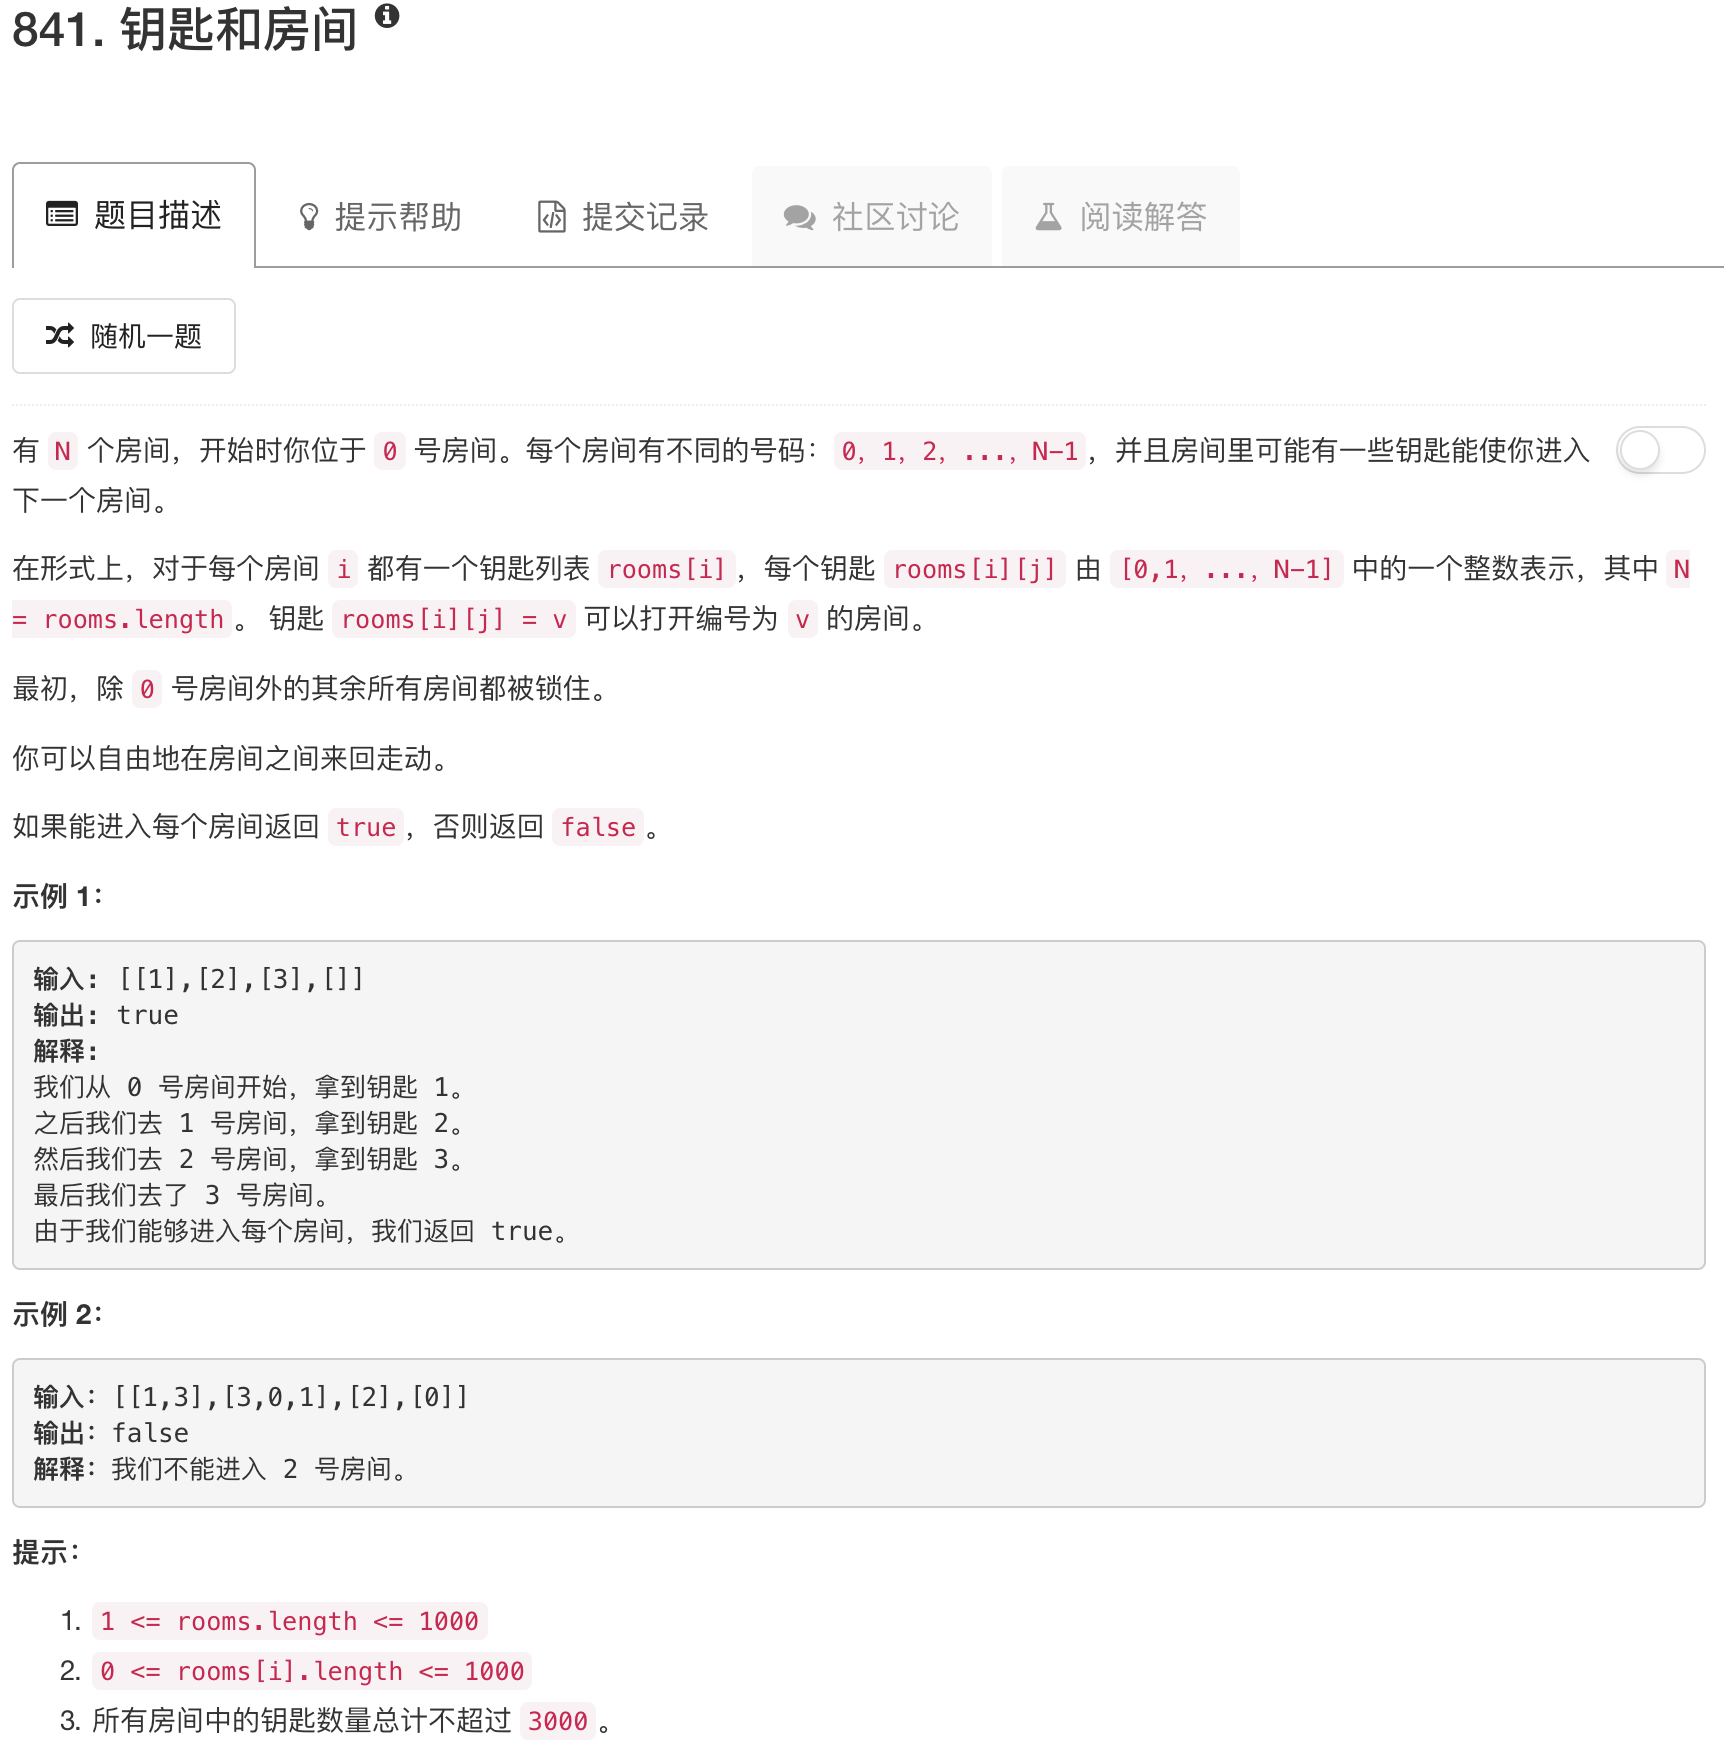 841. 钥匙和房间
题目描述 提示帮助 提交记录 社区讨论 阅读解答
随机一题
有 N 个房间，开始时你位于 0 号房间。每个房间有不同的号码：0, 1, 2, ..., N-1，并且房间里可能有一些钥匙能使你进入
下一个房间。
在形式上，对于每个房间 i 都有一个钥匙列表 rooms[i]，每个钥匙 rooms[i][j] 由 [0,1, ..., N-1] 中的一个整数表示，其中 N
= rooms.length。 钥匙 rooms[i][j] = v 可以打开编号为 v 的房间。
最初，除 0 号房间外的其余所有房间都被锁住。
你可以自由地在房间之间来回走动。
如果能进入每个房间返回 true，否则返回 false。
示例 1：
输入: [[1],[2],[3],[]]
输出: true
解释:
我们从 0 号房间开始，拿到钥匙 1。
之后我们去 1 号房间，拿到钥匙 2。
然后我们去 2 号房间，拿到钥匙 3。
最后我们去了 3 号房间。
由于我们能够进入每个房间，我们返回 true。
示例 2：
输入：[[1,3],[3,0,1],[2],[0]]
输出：false
解释：我们不能进入 2 号房间。
提示：
1. 1 <= rooms.length <= 1000
2. 0 <= rooms[i].length <= 1000
3. 所有房间中的钥匙数量总计不超过 3000。